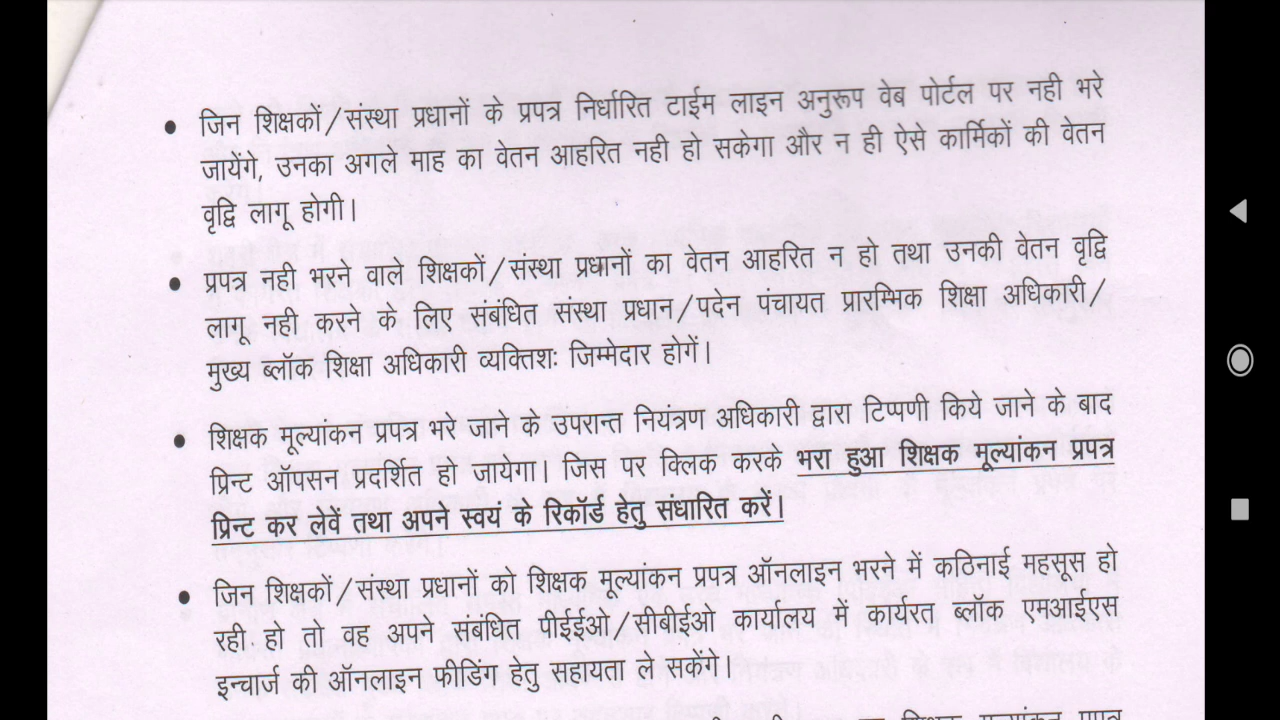 • जिन शिक्षकों/संस्था प्रधानों के प्रपत्र निर्धारित टाईम लाइन अनुरूप वेब पोर्टल पर नही भरे
जायेंगे, उनका अगले माह का वेतन आहरित नही हो सकेगा और न ही ऐसे कार्मिकों की वेतन
वृद्वि लागू होगी।
• प्रपत्र नही भरने वाले शिक्षकों/संस्था प्रधानों का वेतन आहरित न हो तथा उनकी वेतन वृद्वि
लागू नही करने के लिए संबंधित संस्था प्रधान/पदेन पंचायत प्रारम्भिक शिक्षा अधिकारी/
मुख्य ब्लॉक शिक्षा अधिकारी व्यक्तिशः जिम्मेदार होगें।
• शिक्षक मूल्यांकन प्रपत्र भरे जाने के उपरान्त नियंत्रण अधिकारी द्वारा टिप्पणी किये जाने के बाद
प्रिन्ट ऑपसन प्रदर्शित हो जायेगा। जिस पर क्लिक करके भरा हुआ शिक्षक मूल्यांकन प्रपत्र
प्रिन्ट कर लेवें तथा अपने स्वयं के रिकॉर्ड हेतु संधारित करें।
• जिन शिक्षकों/संस्था प्रधानों को शिक्षक मूल्यांकन प्रपत्र ऑनलाइन भरने में कठिनाई महसूस हो
रही हो तो वह अपने संबंधित पीईईओ/सीबीईओ कार्यालय में कार्यरत ब्लॉक एमआईएस
इन्चार्ज की ऑनलाइन फीडिंग हेतु सहायता ले सकेंगे।